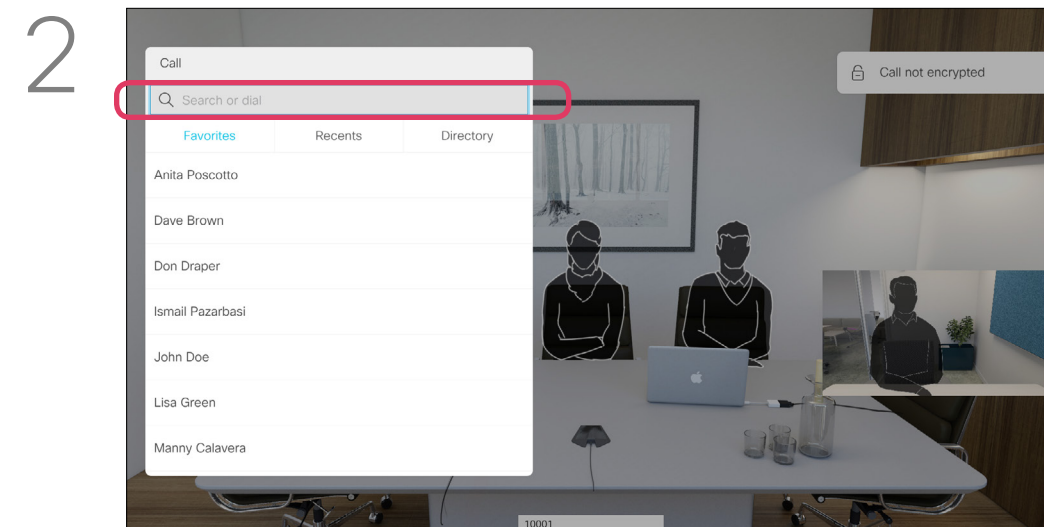 2
Call
Call not encrypted
Search or dial
Favorites Recents Directory
Anita Poscotto
Dave Brown
Don Draper
Ismail Pazarbasi
John Doe
Lisa Green
Manny Calavera
10001